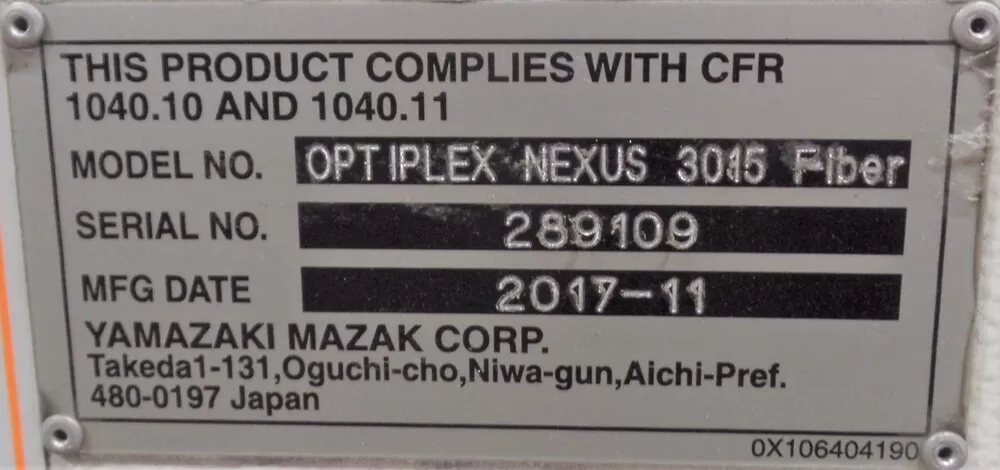 THIS PRODUCT COMPLIES WITH CFR
1040.10 AND 1040.11
MODEL NO. OPTIPLEX NEXUS 3015 Fiber
SERIAL NO. 289109
MFG DATE 2017-11
YAMAZAKI MAZAK CORP.
Takeda1-131,Oguchi-cho,Niwa-gun,Aichi-Pref.
480-0197 Japan
0X106404190